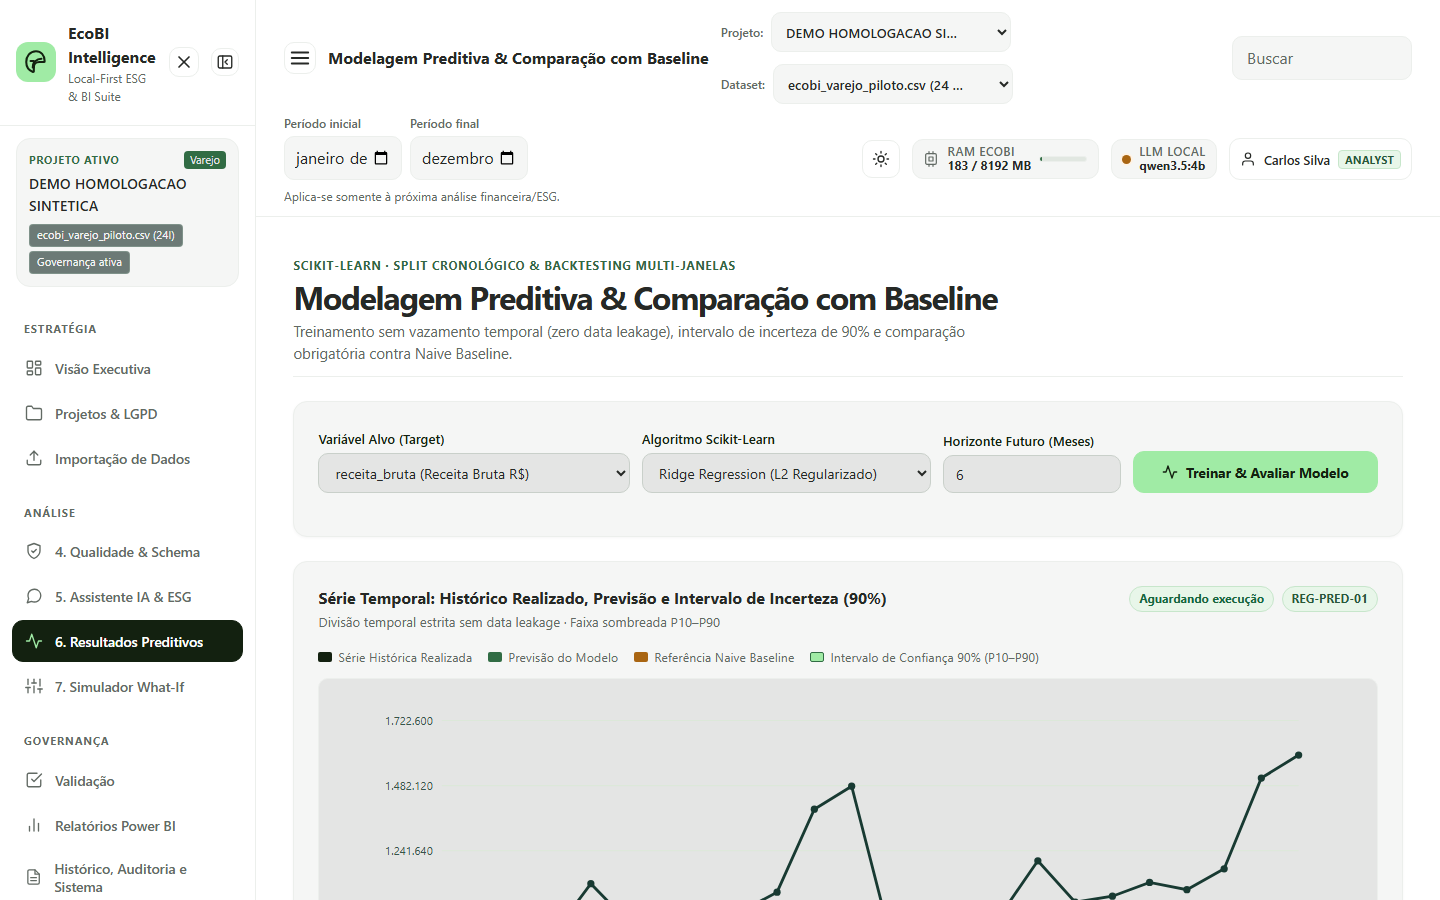 EcoBI
Intelligence
Local-First ESG
& BI Suite
PROJETO ATIVO
Varejo
DEMO HOMOLOGACAO
SINTETICA
ecobi_varejo_piloto.csv (24l)
Governança ativa
ESTRATÉGIA
Visão Executiva
Projetos & LGPD
Importação de Dados
ANÁLISE
4. Qualidade & Schema
5. Assistente IA & ESG
6. Resultados Preditivos
7. Simulador What-If
GOVERNANÇA
Validação
Relatórios Power BI
Histórico, Auditoria e
Sistema
Modelagem Preditiva & Comparação com Baseline
Projeto:
DEMO HOMOLOGACAO SI...
Dataset:
ecobi_varejo_piloto.csv (24 ...
Buscar
Período inicial
janeiro de
Período final
dezembro
Aplica-se somente à próxima análise financeira/ESG.
RAM ECOBI
183 / 8192 MB
LLM LOCAL
qwen3.5:4b
Carlos Silva
ANALYST
SCIKIT-LEARN · SPLIT CRONOLÓGICO & BACKTESTING MULTI-JANELAS
Modelagem Preditiva & Comparação com Baseline
Treinamento sem vazamento temporal (zero data leakage), intervalo de incerteza de 90% e comparação
obrigatória contra Naive Baseline.
Variável Alvo (Target)
receita_bruta (Receita Bruta R$)
Algoritmo Scikit-Learn
Ridge Regression (L2 Regularizado)
Horizonte Futuro (Meses)
6
Treinar & Avaliar Modelo
Série Temporal: Histórico Realizado, Previsão e Intervalo de Incerteza (90%)
Divisão temporal estrita sem data leakage · Faixa sombreada P10–P90
Aguardando execução
REG-PRED-01
Série Histórica Realizada
Previsão do Modelo
Referência Naive Baseline
Intervalo de Confiança 90% (P10–P90)
1.722.600
1.482.120
1.241.640